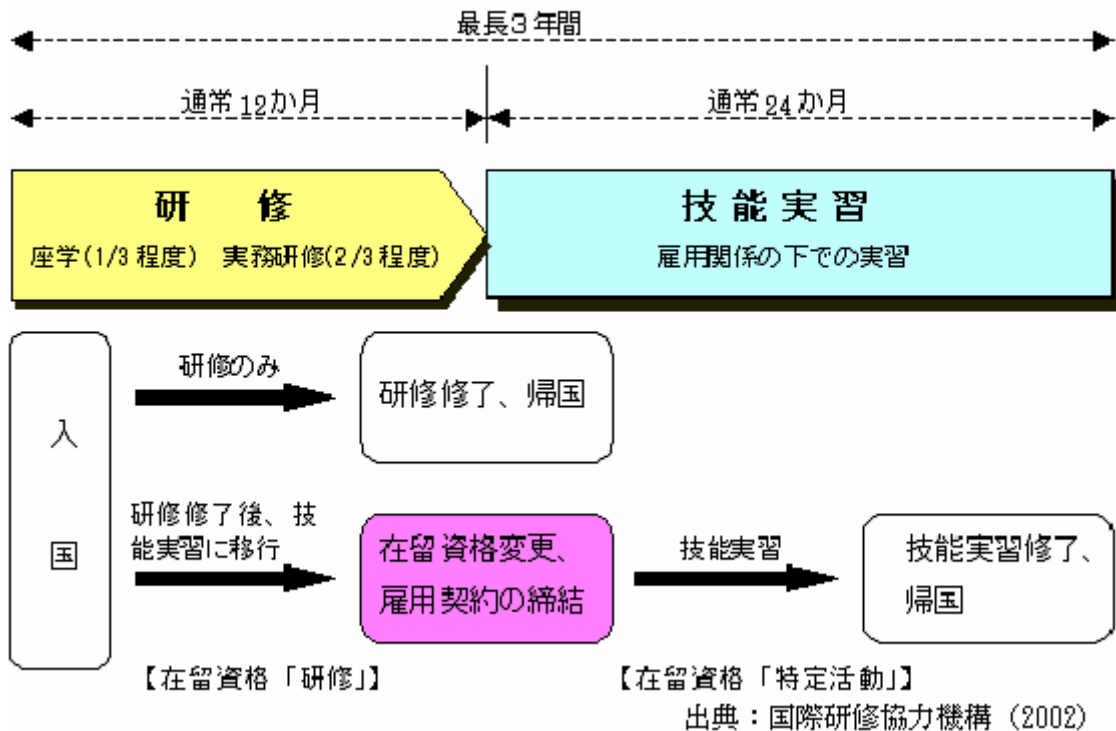 最長3年間
通常12か月
通常24か月
研 修
座学(1/3程度) 実務研修(2/3程度)
技能実習
雇用関係の下での実習
入国
研修のみ
研修修了、帰国
研修修了後、技
能実習に移行
在留資格変更、
雇用契約の締結
技能実習
技能実習修了、
帰国
【在留資格「研修」】
【在留資格「特定活動」】
出典:国際研修協力機構(2002)